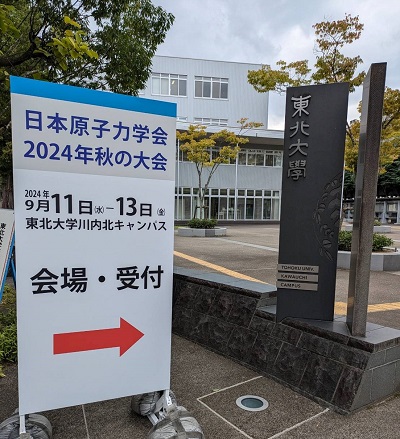 日本原子力学会
2024年秋の大会
2024年
9月11日(水)－13日(金)
東北大学川内北キャンパス
会場・受付
東北大學
TOHOKU UNIV.
KAWAUCHI
CAMPUS